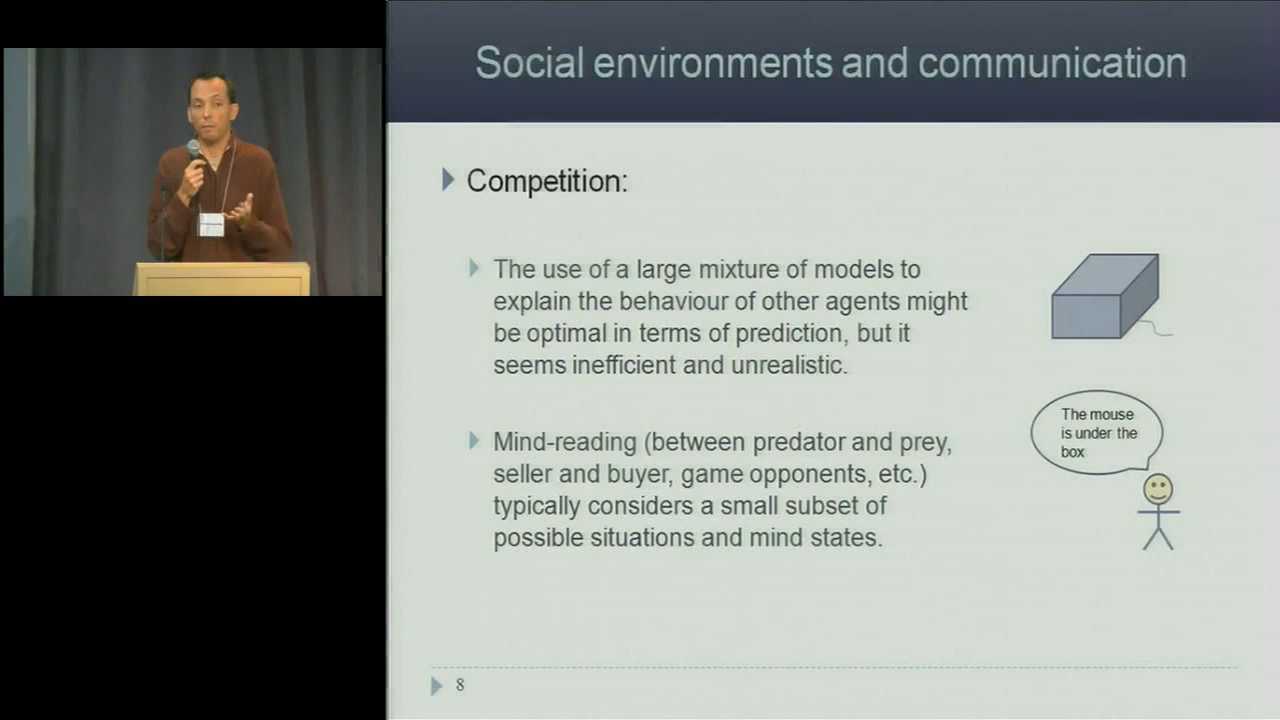 Social environments and communication
Competition:
The use of a large mixture of models to
explain the behaviour of other agents might
be optimal in terms of prediction, but it
seems inefficient and unrealistic.
Mind-reading (between predator and prey,
seller and buyer, game opponents, etc.)
typically considers a small subset of
possible situations and mind states.
The mouse
is under the
box
8